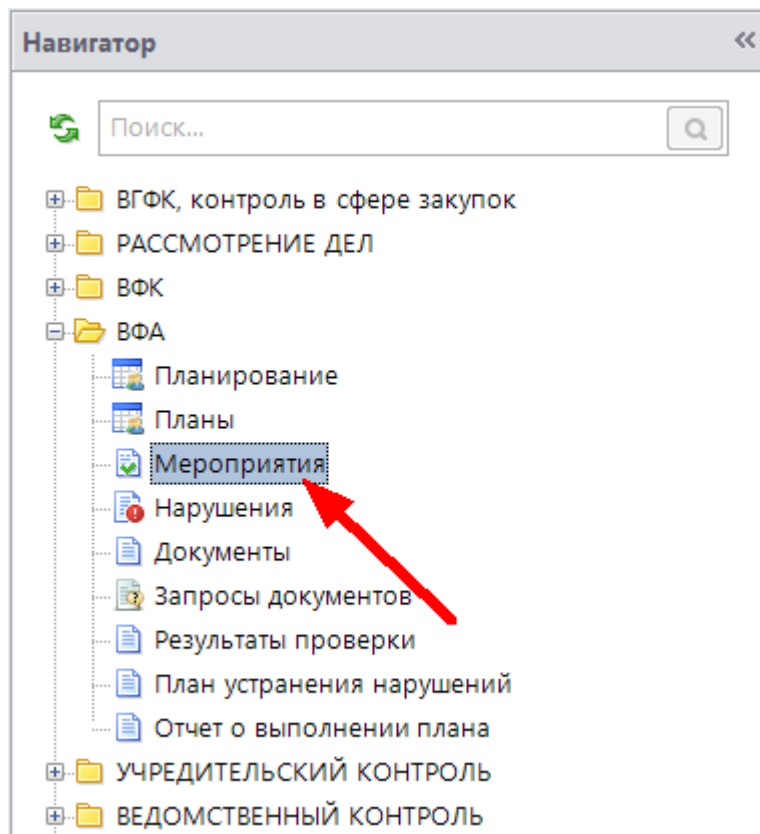 Навигатор
Поиск...
ВГФК, контроль в сфере закупок
РАССМОТРЕНИЕ ДЕЛ
ВФК
ВФА
Планирование
Планы
Мероприятия
Нарушения
Документы
Запросы документов
Результаты проверки
План устранения нарушений
Отчет о выполнении плана
УЧРЕДИТЕЛЬСКИЙ КОНТРОЛЬ
ВЕДОМСТВЕННЫЙ КОНТРОЛЬ